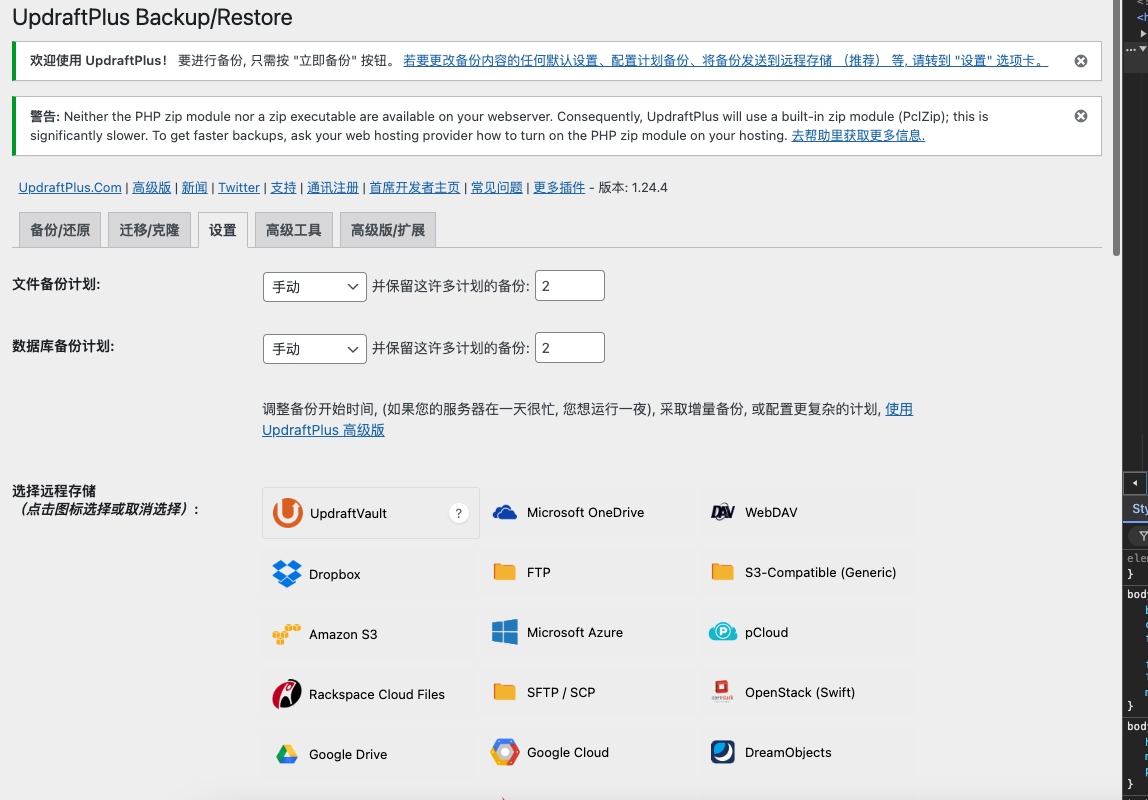 UpdraftPlus Backup/Restore
欢迎使用 UpdraftPlus! 要进行备份, 只需按 "立即备份" 按钮。 若要更改备份内容的任何默认设置、配置计划备份、将备份发送到远程存储 （推荐） 等, 请转到 "设置" 选项卡。
警告: Neither the PHP zip module nor a zip executable are available on your webserver. Consequently, UpdraftPlus will use a built-in zip module (PclZip); this is
significantly slower. To get faster backups, ask your web hosting provider how to turn on the PHP zip module on your hosting. 去帮助里获取更多信息.
UpdraftPlus.Com | 高级版 | 新闻 | Twitter | 支持 | 通讯注册 | 首席开发者主页 | 常见问题 | 更多插件 - 版本: 1.24.4
备份/还原 迁移/克隆 设置 高级工具 高级版/扩展
文件备份计划: 手动 并保留这许多计划的备份: 2
数据库备份计划: 手动 并保留这许多计划的备份: 2
调整备份开始时间, (如果您的服务器在一天很忙, 您想运行一夜), 采取增量备份, 或配置更复杂的计划, 使用
UpdraftPlus 高级版
选择远程存储
（点击图标选择或取消选择）:
UpdraftVault ? Microsoft OneDrive WebDAV
Dropbox FTP S3-Compatible (Generic)
Amazon S3 Microsoft Azure pCloud
Rackspace Cloud Files SFTP / SCP OpenStack (Swift)
Google Drive Google Cloud DreamObjects